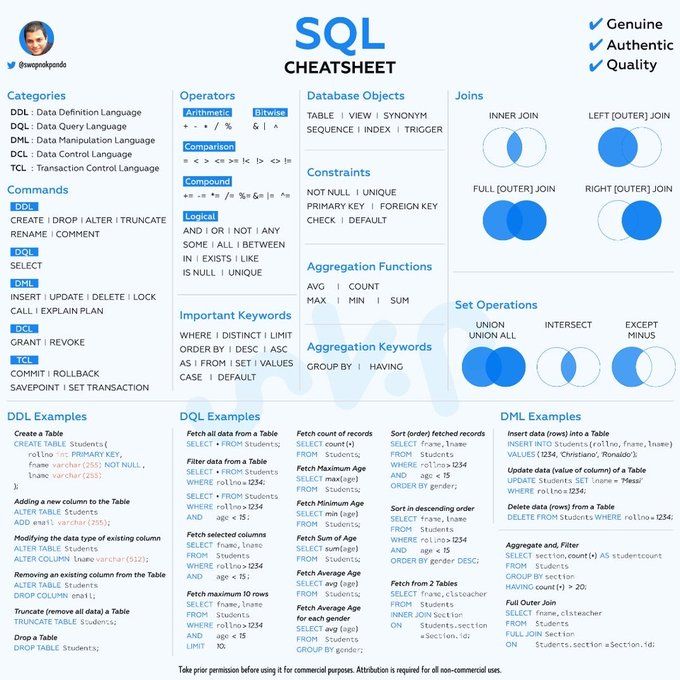 SQL
CHEATSHEET
@swapnakpanda
✔ Genuine
✔ Authentic
✔ Quality
Categories
DDL : Data Definition Language
DQL : Data Query Language
DML : Data Manipulation Language
DCL : Data Control Language
TCL : Transaction Control Language
Commands
DDL
CREATE | DROP | ALTER | TRUNCATE
RENAME | COMMENT
DQL
SELECT
DML
INSERT | UPDATE | DELETE | LOCK
CALL | EXPLAIN PLAN
DCL
GRANT | REVOKE
TCL
COMMIT | ROLLBACK
SAVEPOINT | SET TRANSACTION
Operators
Arithmetic
+ - * / %
Bitwise
& | ^
Comparison
= < > <= >= !< !> <> !=
Compound
+= -= *= /= %= &= |= ^=
Logical
AND | OR | NOT | ANY
SOME | ALL | BETWEEN
IN | EXISTS | LIKE
IS NULL | UNIQUE
Important Keywords
WHERE | DISTINCT | LIMIT
ORDER BY | DESC | ASC
AS | FROM | SET | VALUES
CASE | DEFAULT
Database Objects
TABLE | VIEW | SYNONYM
SEQUENCE | INDEX | TRIGGER
Constraints
NOT NULL | UNIQUE
PRIMARY KEY | FOREIGN KEY
CHECK | DEFAULT
Aggregation Functions
AVG | COUNT
MAX | MIN | SUM
Aggregation Keywords
GROUP BY | HAVING
Joins
INNER JOIN
LEFT [OUTER] JOIN
FULL [OUTER] JOIN
RIGHT [OUTER] JOIN
Set Operations
UNION
UNION ALL
INTERSECT
EXCEPT
MINUS
DDL Examples
Create a Table
CREATE TABLE Students(
rollno int PRIMARY KEY,
fname varchar(255) NOT NULL,
lname varchar(255)
);
Adding a new column to the Table
ALTER TABLE Students
ADD email varchar(255);
Modifying the data type of existing column
ALTER TABLE Students
ALTER COLUMN lname varchar(512);
Removing an existing column from the Table
ALTER TABLE Students
DROP COLUMN email;
Truncate (remove all data) a Table
TRUNCATE TABLE Students;
Drop a Table
DROP TABLE Students;
DQL Examples
Fetch all data from a Table
SELECT * FROM Students;
Filter data from a Table
SELECT * FROM Students
WHERE rollno=1234;
SELECT * FROM Students
WHERE rollno>1234
AND age<15;
Fetch selected columns
SELECT fname, lname
FROM Students
WHERE rollno>1234
AND age<15;
Fetch maximum 10 rows
SELECT fname, lname
FROM Students
WHERE rollno>1234
AND age<15
LIMIT 10;
Fetch count of records
SELECT count(*)
FROM Students;
Fetch Maximum Age
SELECT max(age)
FROM Students;
Fetch Minimum Age
SELECT min (age)
FROM Students;
Fetch Sum of Age
SELECT sum(age)
FROM Students;
Fetch Average Age
SELECT avg (age)
FROM Students;
Fetch Average Age
for each gender
SELECT avg (age)
FROM Students
GROUP BY gender;
Sort (order) fetched records
SELECT fname, lname
FROM Students
WHERE rollno>1234
AND age<15
ORDER BY gender;
Sort in descending order
SELECT fname, lname
FROM Students
WHERE rollno>1234
AND age<15
ORDER BY gender DESC;
Fetch from 2 Tables
SELECT fname, clsteacher
FROM Students
INNER JOIN Section
ON Students.section
=Section.id;
DML Examples
Insert data (rows) into a Table
INSERT INTO Students (rollno, fname, lname)
VALUES (1234, 'Christiano', 'Ronaldo');
Update data (value of column) of a Table
UPDATE Students SET lname = 'Messi'
WHERE rollno=1234;
Delete data (rows) from a Table
DELETE FROM Students WHERE rollno=1234;
Aggregate and, Filter
SELECT section, count(*) AS studentcount
FROM Students
GROUP BY section
HAVING count(*) > 20;
Full Outer Join
SELECT fname, clsteacher
FROM Students
FULL JOIN Section
ON Students.section=Section.id;
Take prior permission before using it for commercial purposes. Attribution is required for all non-commercial uses.